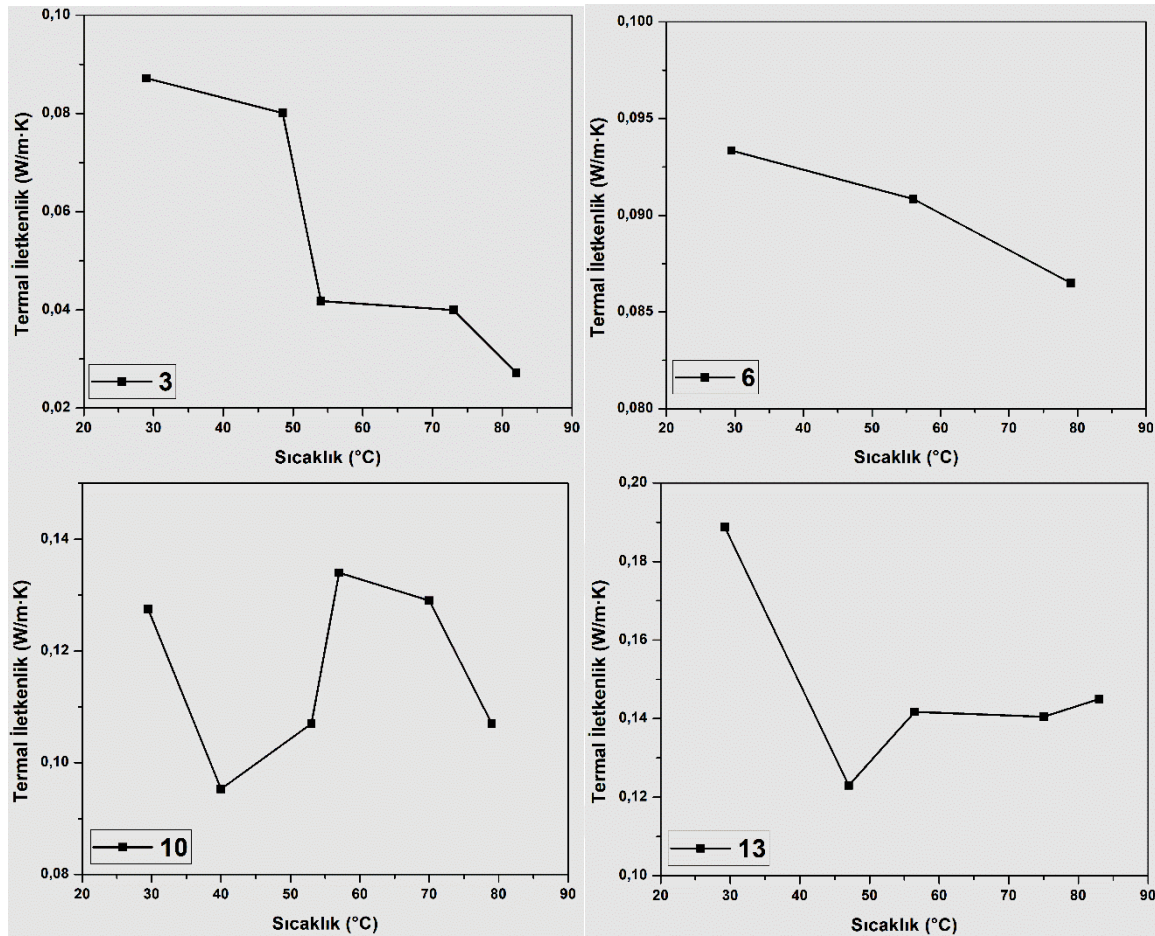 0,10
0,08
0,06
0,04
0,02
Termal İletkenlik (W/m·K)
3
20 30 40 50 60 70 80 90
Sıcaklık (°C)
0,100
0,095
0,090
0,085
0,080
Termal İletkenlik (W/m·K)
6
20 30 40 50 60 70 80 90
Sıcaklık (°C)
0,14
0,12
0,10
0,08
Termal İletkenlik (W/m·K)
10
20 30 40 50 60 70 80 90
Sıcaklık (°C)
0,20
0,18
0,16
0,14
0,12
0,10
Termal İletkenlik (W/m·K)
13
20 30 40 50 60 70 80 90
Sıcaklık (°C)